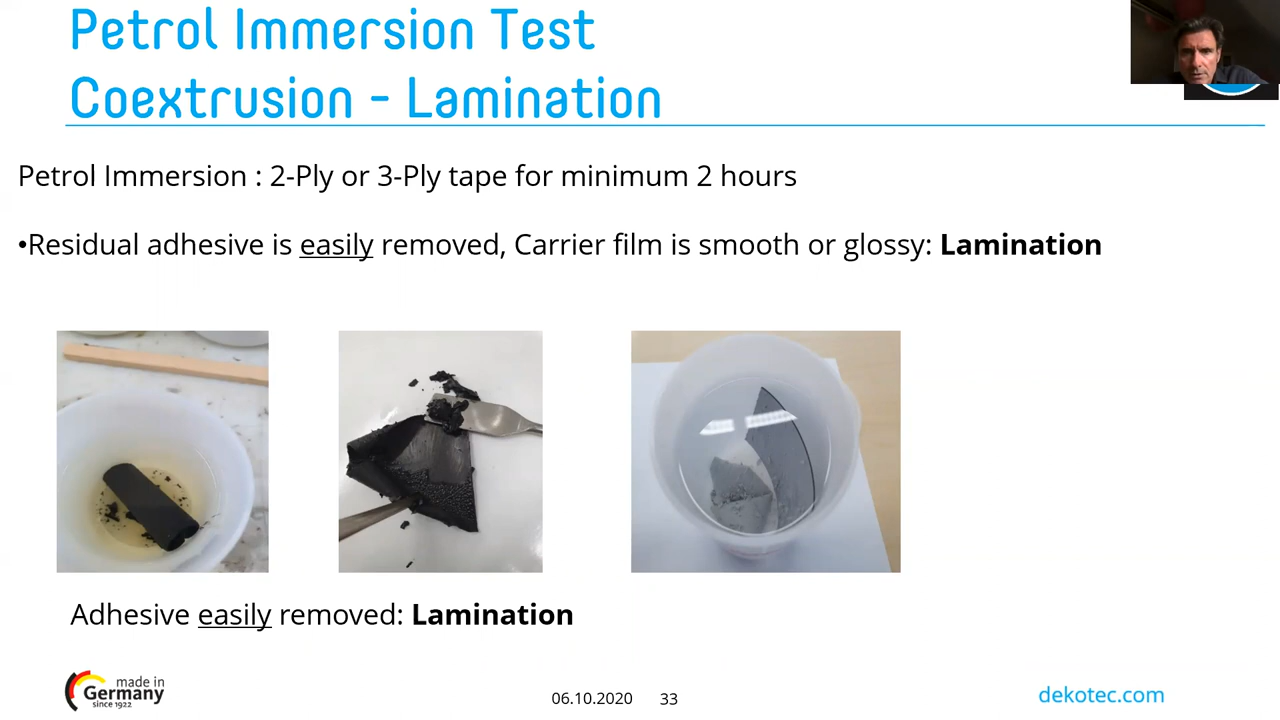 Petrol Immersion Test
Coextrusion - Lamination
Petrol Immersion : 2-Ply or 3-Ply tape for minimum 2 hours
•Residual adhesive is easily removed, Carrier film is smooth or glossy: Lamination
Adhesive easily removed: Lamination
made in
Germany
since 1922
06.10.2020 33
dekotec.com